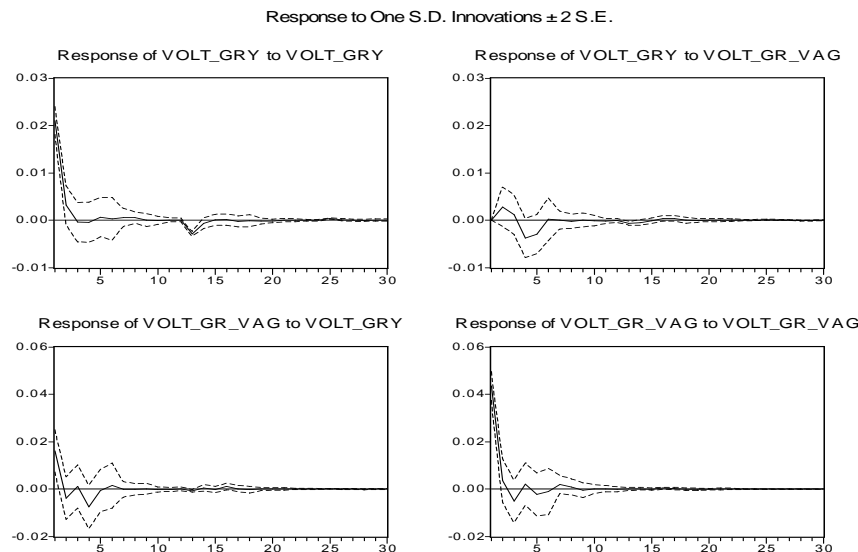 Response to One S.D. Innovations ± 2 S.E.
Response of VOLT_GRY to VOLT_GRY
0.03
0.02
0.01
0.00
-0.01
5 10 15 20 25 30
Response of VOLT_GRY to VOLT_GR_VAG
0.03
0.02
0.01
0.00
-0.01
5 10 15 20 25 30
Response of VOLT_GR_VAG to VOLT_GRY
0.06
0.04
0.02
0.00
-0.02
5 10 15 20 25 30
Response of VOLT_GR_VAG to VOLT_GR_VAG
0.06
0.04
0.02
0.00
-0.02
5 10 15 20 25 30